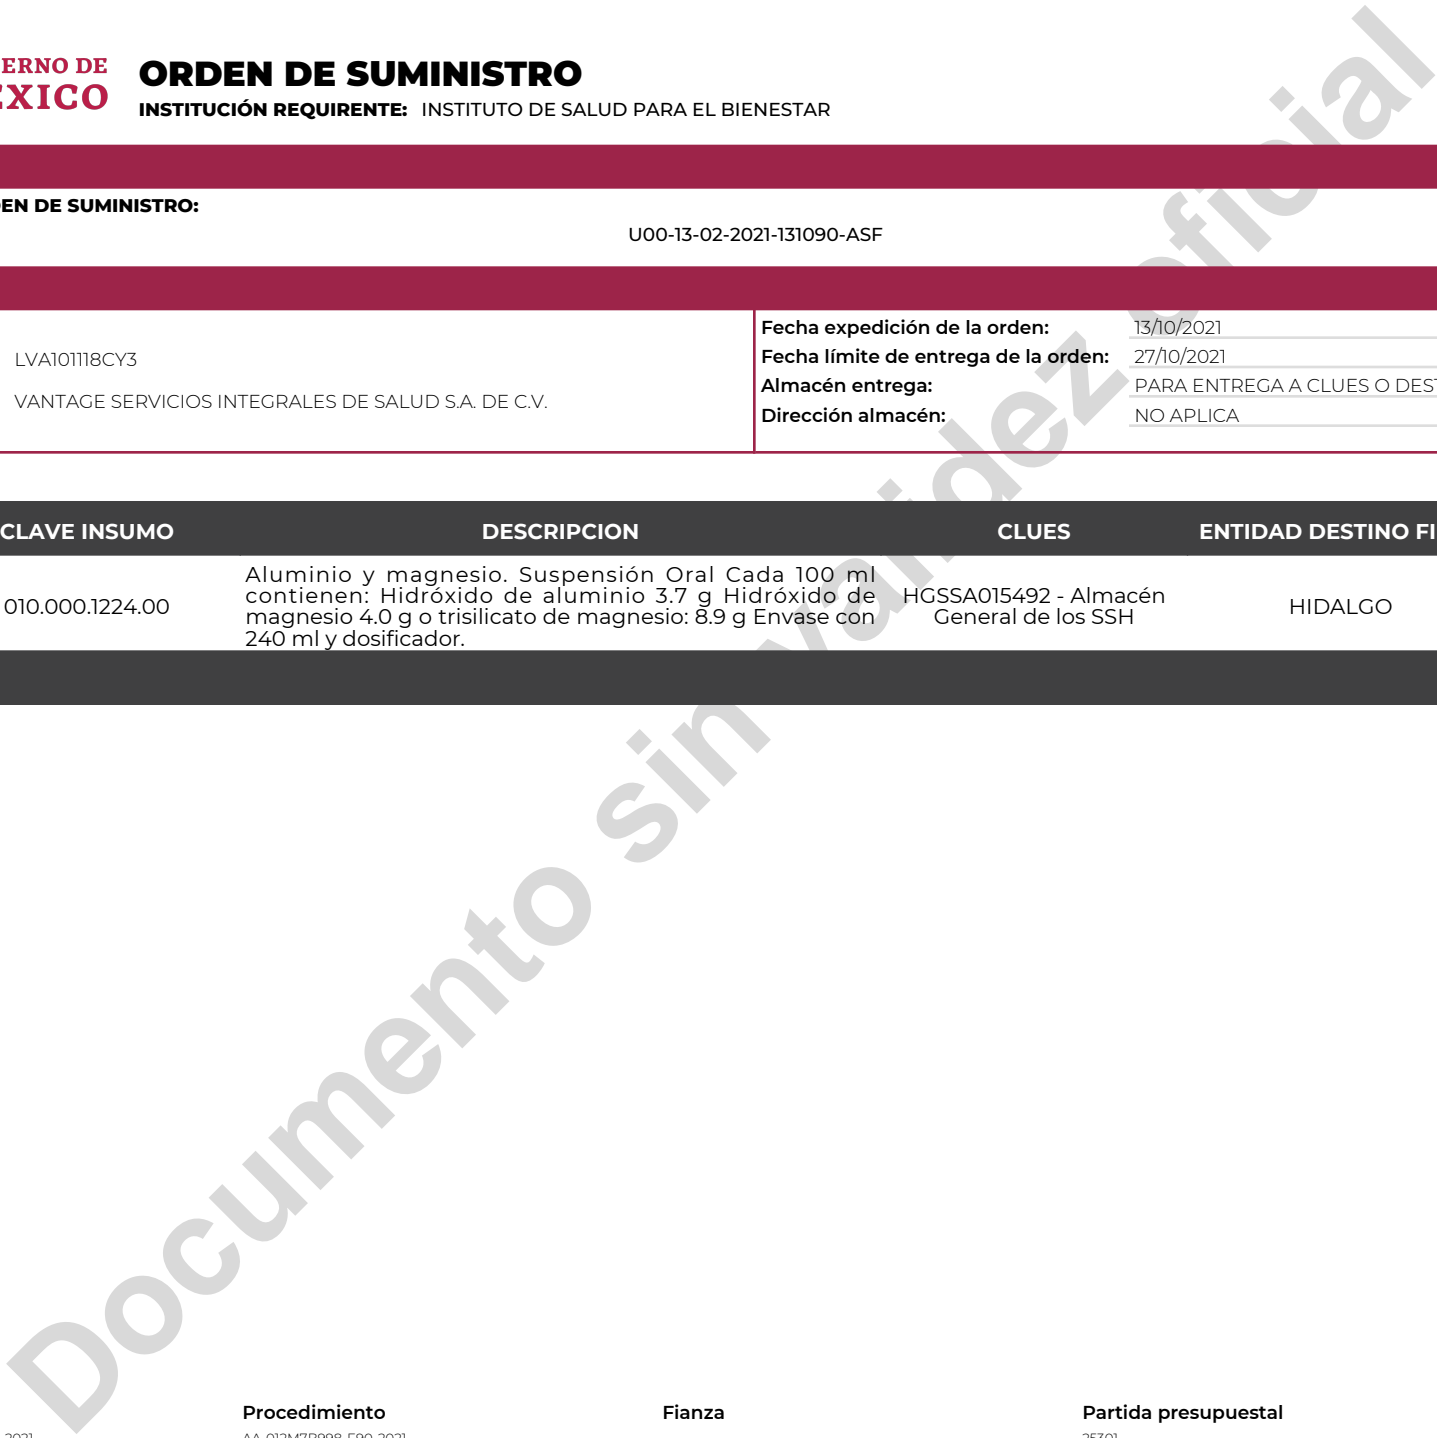 ERNO DE
ORDEN DE SUMINISTRO
EXICO
INSTITUCIÓN REQUIRENTE: INSTITUTO DE SALUD PARA EL BIENESTAR
EN DE SUMINISTRO:
U00-13-02-2021-131090-ASF
LVA101118CY3
VANTAGE SERVICIOS INTEGRALES DE SALUD S.A. DE C.V.
Fecha expedición de la orden: 13/10/2021
Fecha límite de entrega de la orden: 27/10/2021
Almacén entrega: PARA ENTREGA A CLUES O DEST
Dirección almacén: NO APLICA
CLAVE INSUMO DESCRIPCION CLUES ENTIDAD DESTINO FI
010.000.1224.00
Aluminio y magnesio. Suspensión Oral Cada 100 ml
contienen: Hidróxido de aluminio 3.7 g Hidróxido de
magnesio 4.0 g o trisilicato de magnesio: 8.9 g Envase con
240 ml y dosificador.
HGSSA015492 - Almacén
General de los SSH
HIDALGO
Documento sin validez oficial
Procedimiento Fianza Partida presupuestal